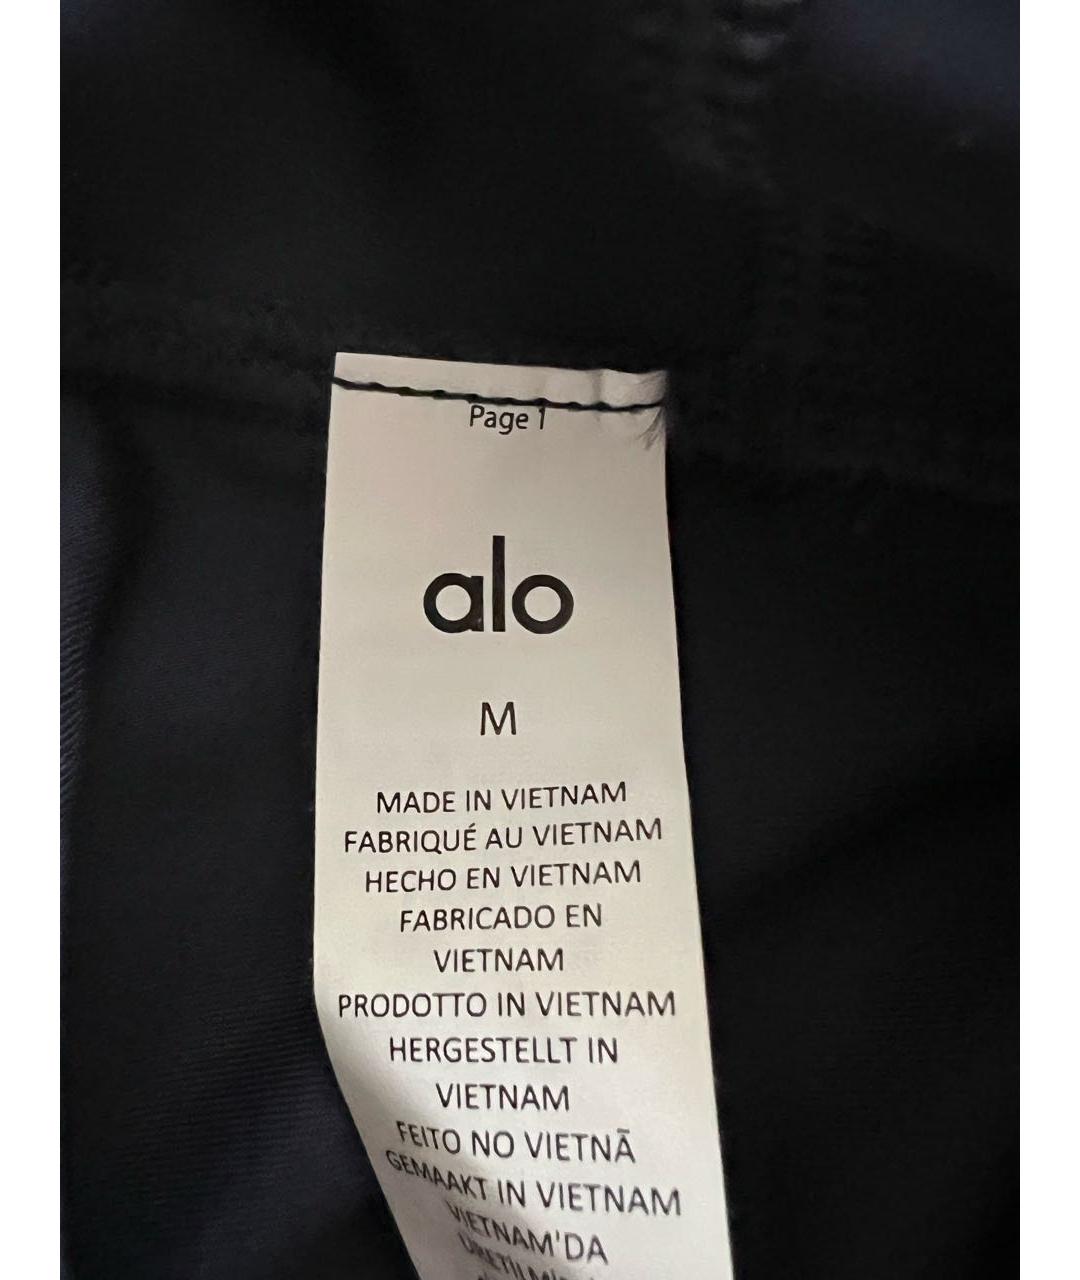 Page 1
alo
M
MADE IN VIETNAM
FABRIQUÉ AU VIETNAM
HECHO EN VIETNAM
FABRICADO EN
VIETNAM
PRODOTTO IN VIETNAM
HERGESTELLT IN
VIETNAM
FEITO NO VIETNÃ
GEMAAKT IN VIETNAM
VIETNAM'DA